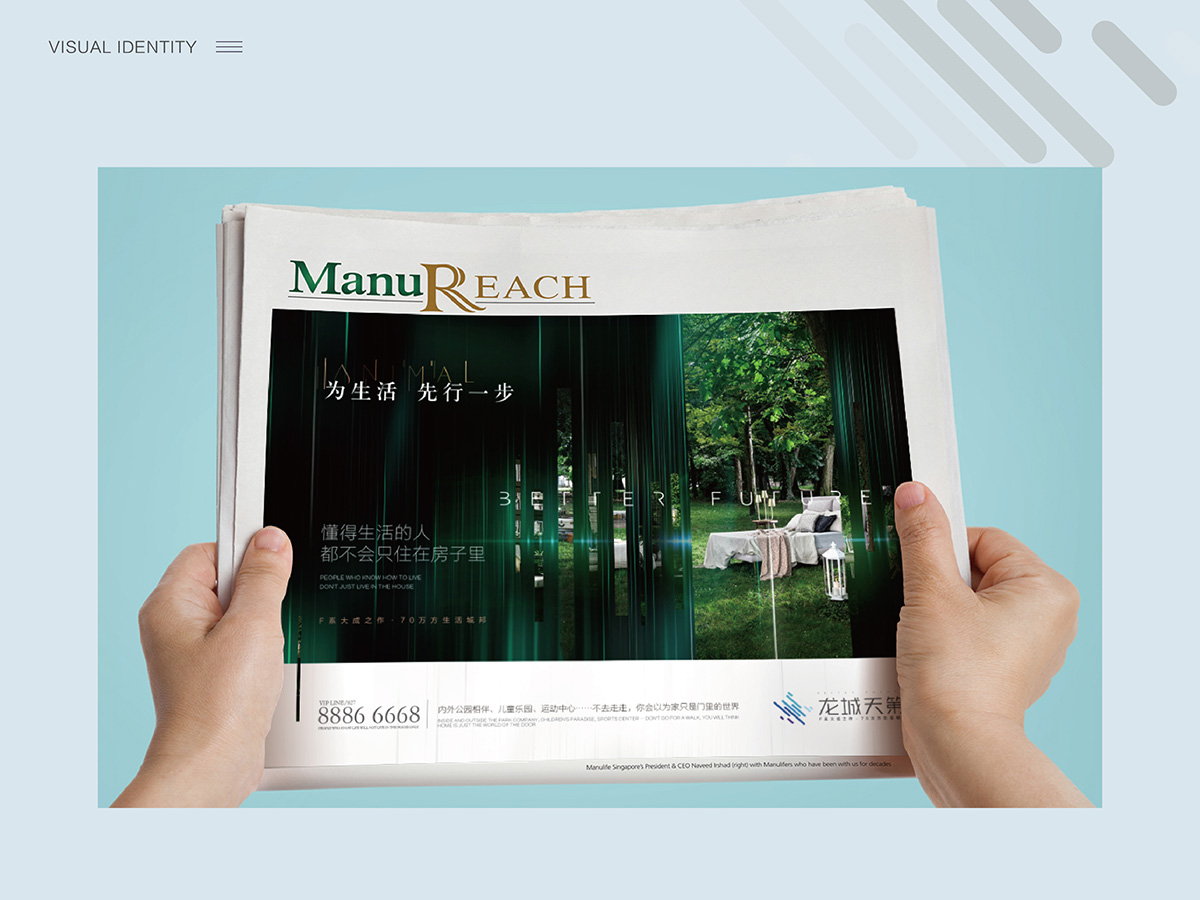 VISUAL IDENTITY
ManuREACH
IANIMAL
为生活 先行一步
BETTER FUTURE
懂得生活的人
都不会只住在房子里
PEOPLE WHO KNOW HOW TO LIVE
DON'T JUST LIVE IN THE HOUSE
F系大成之作·70万方生活城邦
VIP LINE/027
8886 6668
内外公园相伴、儿童乐园、运动中心……不去走走，你会以为家只是门里的世界
INSIDE AND OUTSIDE THE PARK COMPANY, CHILDREN'S PARADISE, SPORTS CENTER ··· DON'T GO FOR A WALK, YOU WILL THINK
HOME IS JUST THE WORLD OF THE DOOR
龙城天第
Manulife Singapore's President & CEO Naveed Irshad (right) with Manulifers who have been with us for decades